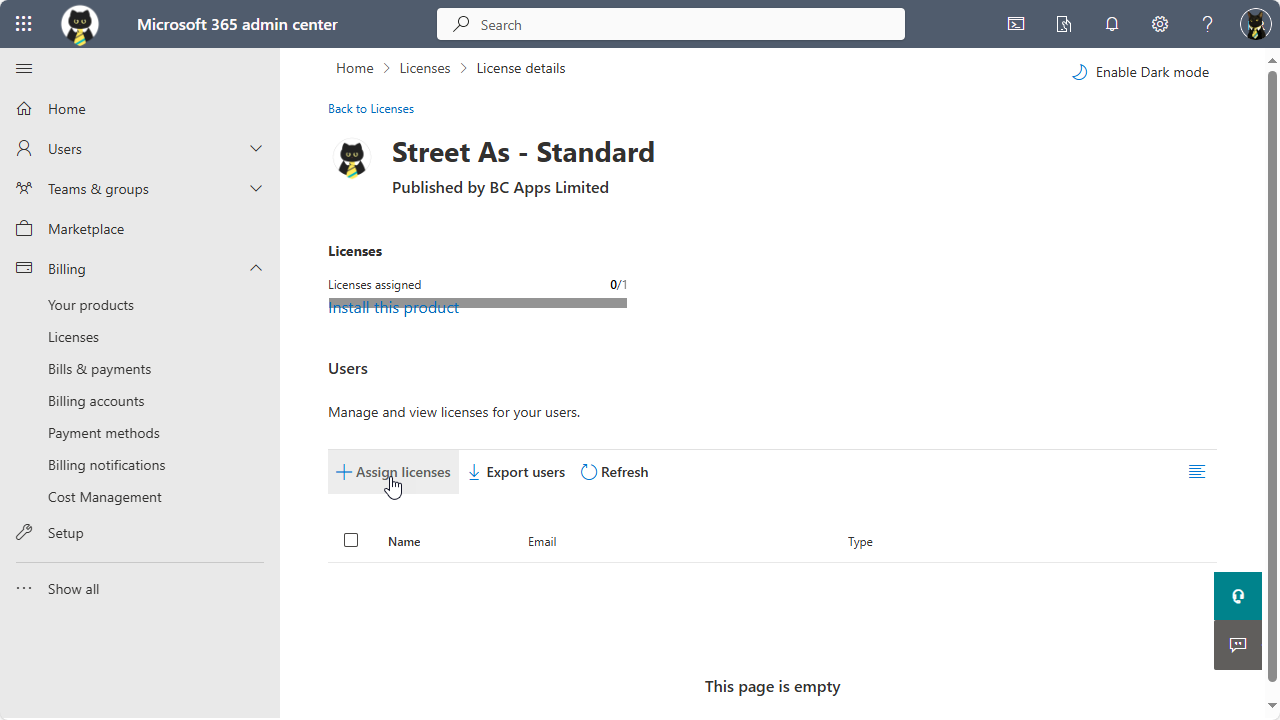 Microsoft 365 admin center
Search
Home
Users
Teams & groups
Marketplace
Billing
Your products
Licenses
Bills & payments
Billing accounts
Payment methods
Billing notifications
Cost Management
Setup
Show all
Home > Licenses > License details
Enable Dark mode
Back to Licenses
Street As - Standard
Published by BC Apps Limited
Licenses
Licenses assigned 0/1
Install this product
Users
Manage and view licenses for your users.
Assign licenses Export users Refresh
Name Email Type
This page is empty